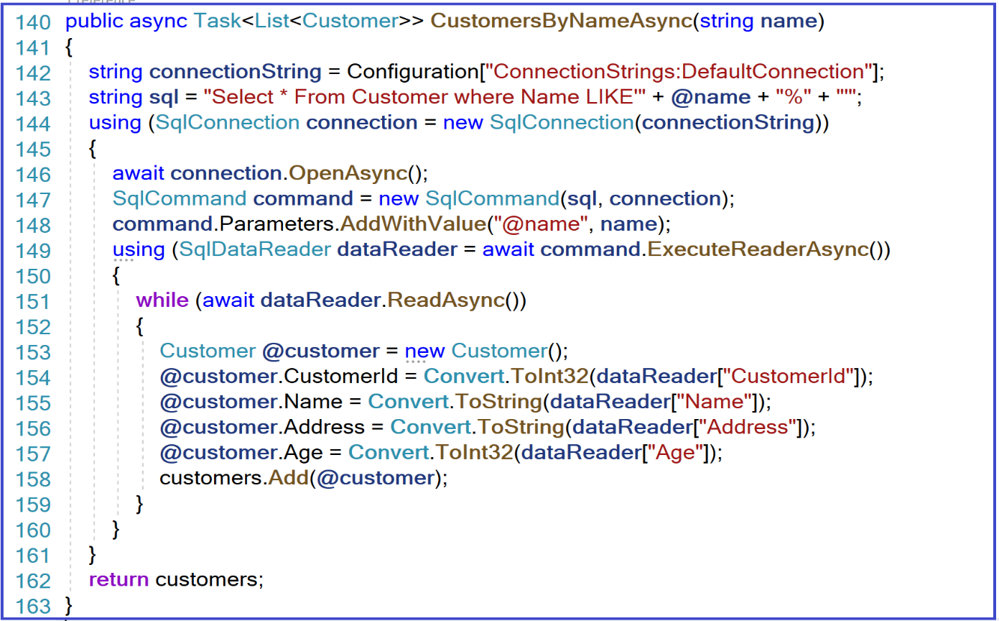 140 public async Task<List<Customer>> CustomersByNameAsync(string name)
141 {
142 string connectionString = Configuration["ConnectionStrings:DefaultConnection"];
143 string sql = "Select * From Customer where Name LIKE'" + @name + "%" + "'";
144 using (SqlConnection connection = new SqlConnection(connectionString))
145 {
146 await connection.OpenAsync();
147 SqlCommand command = new SqlCommand(sql, connection);
148 command.Parameters.AddWithValue("@name", name);
149 using (SqlDataReader dataReader = await command.ExecuteReaderAsync())
150 {
151 while (await dataReader.ReadAsync())
152 {
153 Customer @customer = new Customer();
154 @customer.CustomerId = Convert.ToInt32(dataReader["CustomerId"]);
155 @customer.Name = Convert.ToString(dataReader["Name"]);
156 @customer.Address = Convert.ToString(dataReader["Address"]);
157 @customer.Age = Convert.ToInt32(dataReader["Age"]);
158 customers.Add(@customer);
159 }
160 }
161 }
162 return customers;
163 }